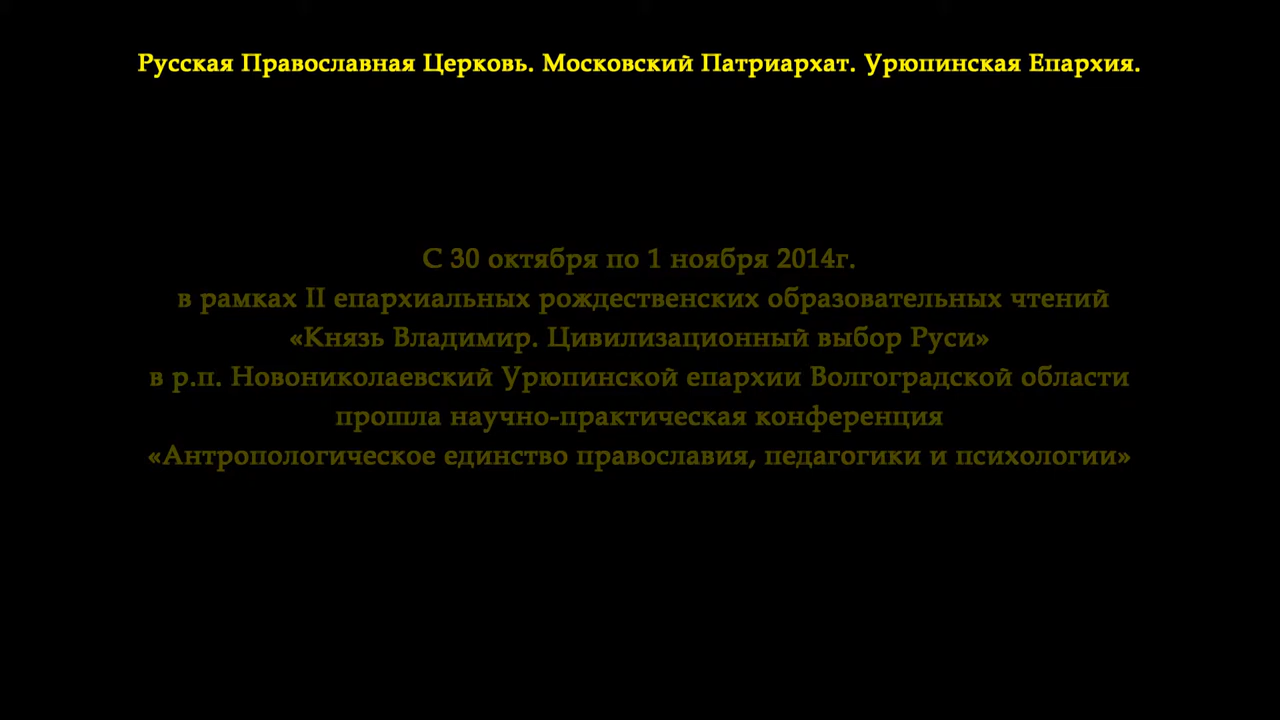 Русская Православная Церковь. Московский Патриархат. Урюпинская Епархия.
С 30 октября по 1 ноября 2014г.
в рамках II епархиальных рождественских образовательных чтений
«Князь Владимир. Цивилизационный выбор Руси»
в р.п. Новониколаевский Урюпинской епархии Волгоградской области
прошла научно-практическая конференция
«Антропологическое единство православия, педагогики и психологии»